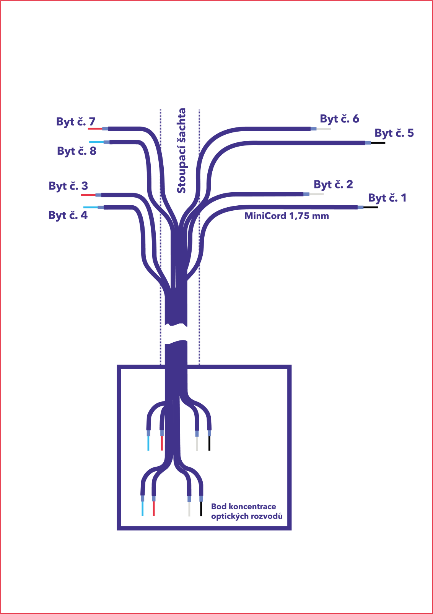 Stoupací šachta
Byt č. 7
Byt č. 6
Byt č. 5
Byt č. 8
Byt č. 3
Byt č. 2
Byt č. 1
Byt č. 4
MiniCord 1,75 mm
Bod koncentrace
optických rozvodů